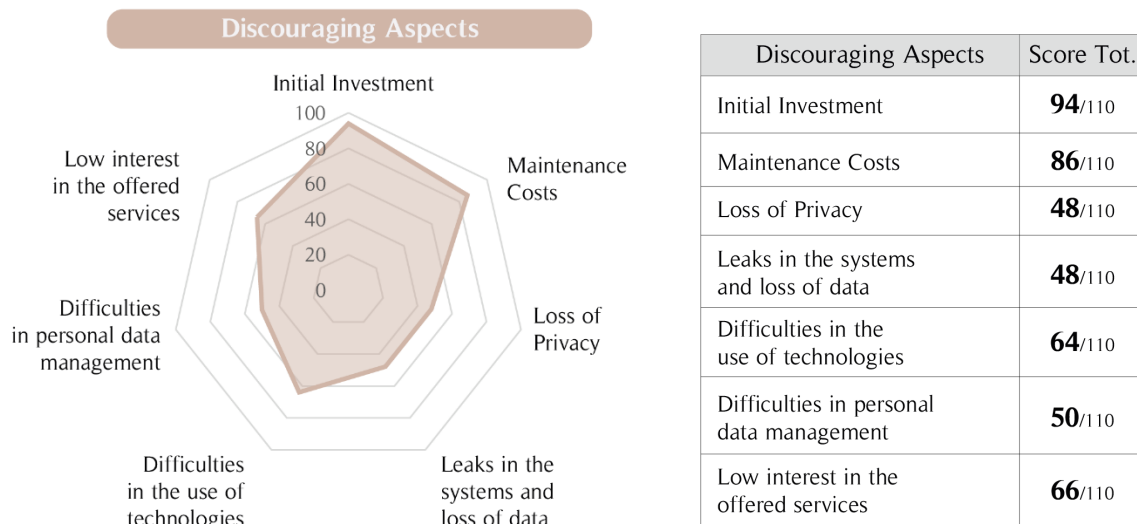 Discouraging Aspects
Initial Investment
100
80
60
40
20
0
Maintenance
Costs
Loss of
Privacy
Leaks in the
systems and
loss of data
Difficulties
in the use of
technologies
Difficulties
in personal data
management
Low interest
in the offered
services
Discouraging Aspects Score Tot.
Initial Investment 94/110
Maintenance Costs 86/110
Loss of Privacy 48/110
Leaks in the systems
and loss of data 48/110
Difficulties in the
use of technologies 64/110
Difficulties in personal
data management 50/110
Low interest in the
offered services 66/110